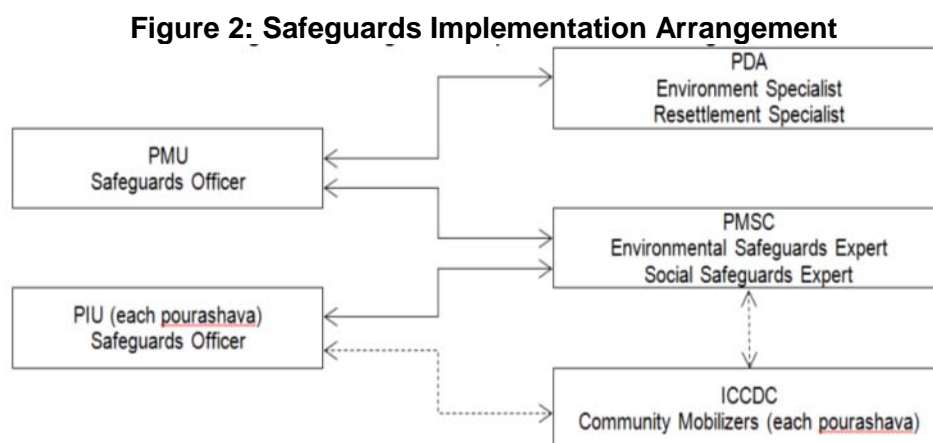 Figure 2: Safeguards Implementation Arrangement
PDA
Environment Specialist
Resettlement Specialist
PMU
Safeguards Officer
PMSC
Environmental Safeguards Expert
Social Safeguards Expert
PIU (each pourashava)
Safeguards Officer
ICCDC
Community Mobilizers (each pourashava)